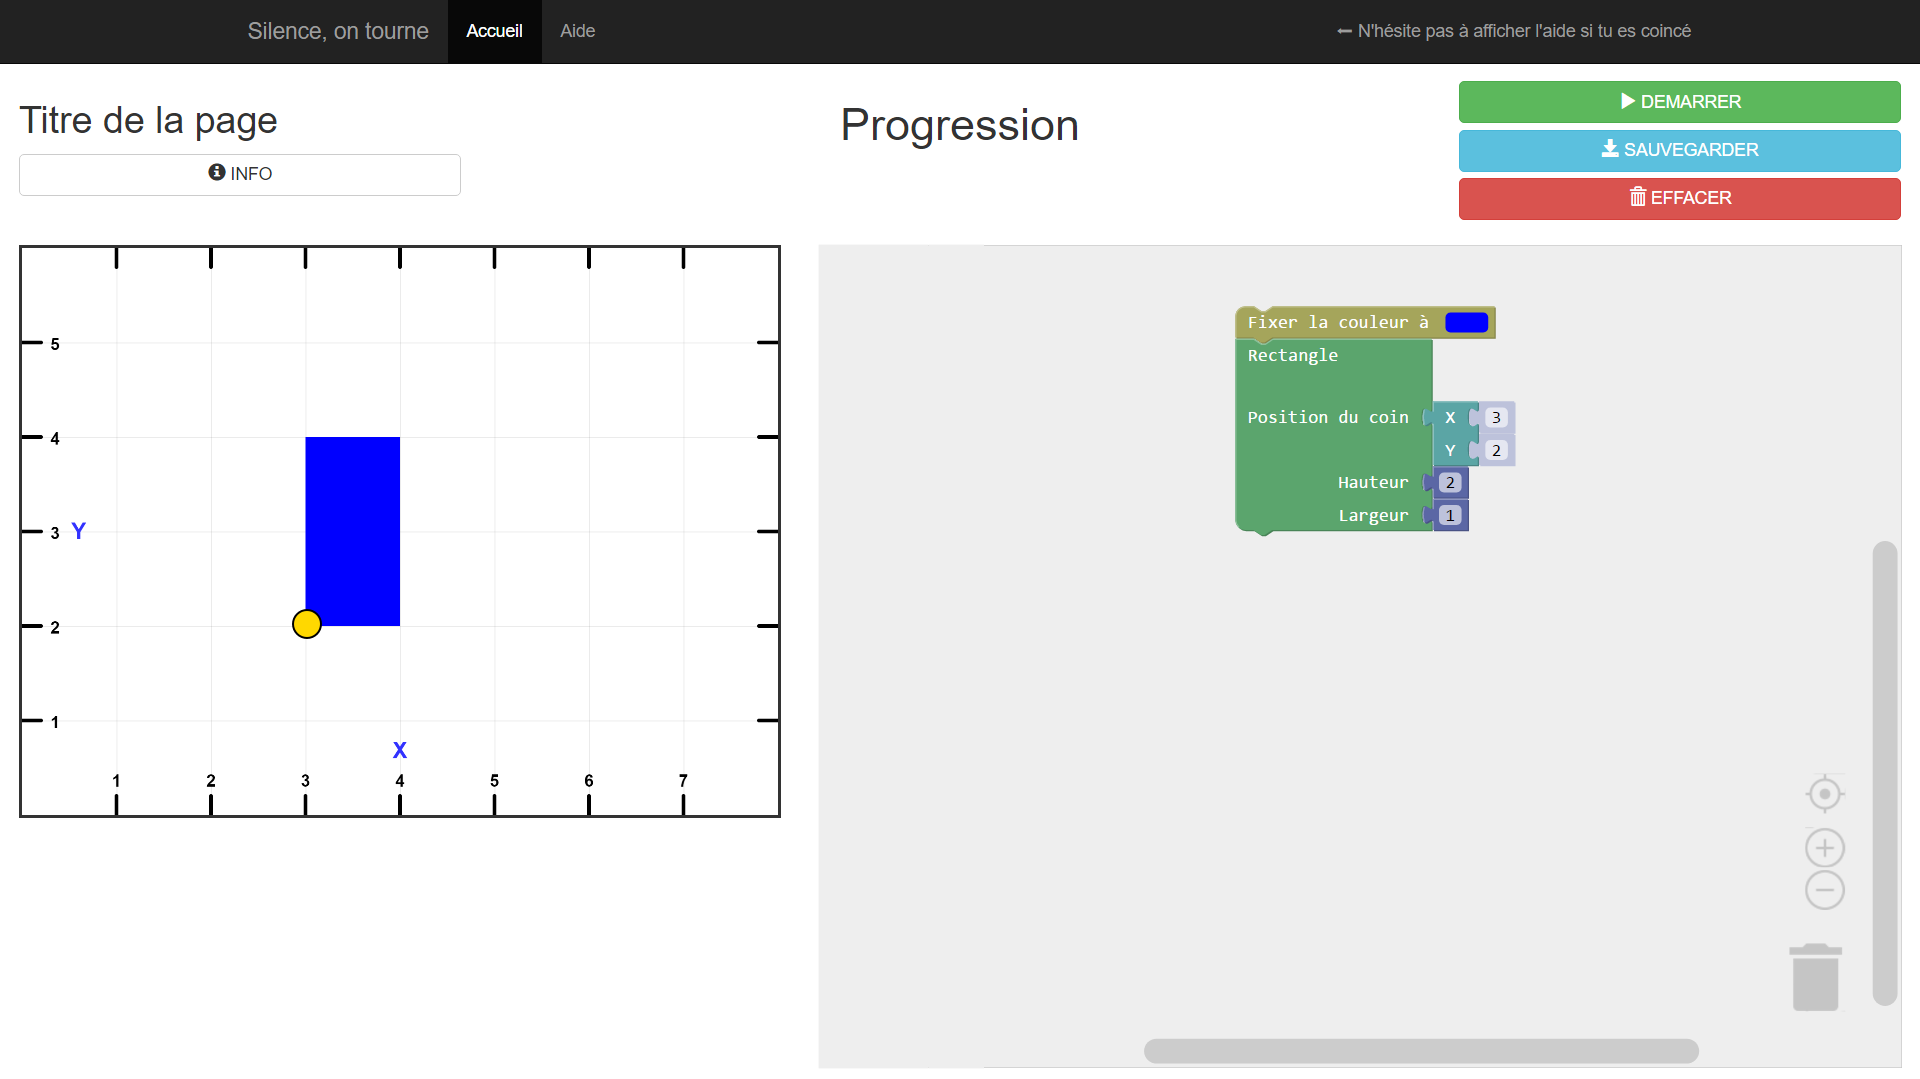 Silence, on tourne
Accueil
Aide
N'hésite pas à afficher l'aide si tu es coincé
Titre de la page
INFO
Progression
DEMARRER
SAUVEGARDER
EFFACER
5
4
3 Y
2
1
X
1 2 3 4 5 6 7
Fixer la couleur à
Rectangle
Position du coin X 3
Y 2
Hauteur 2
Largeur 1